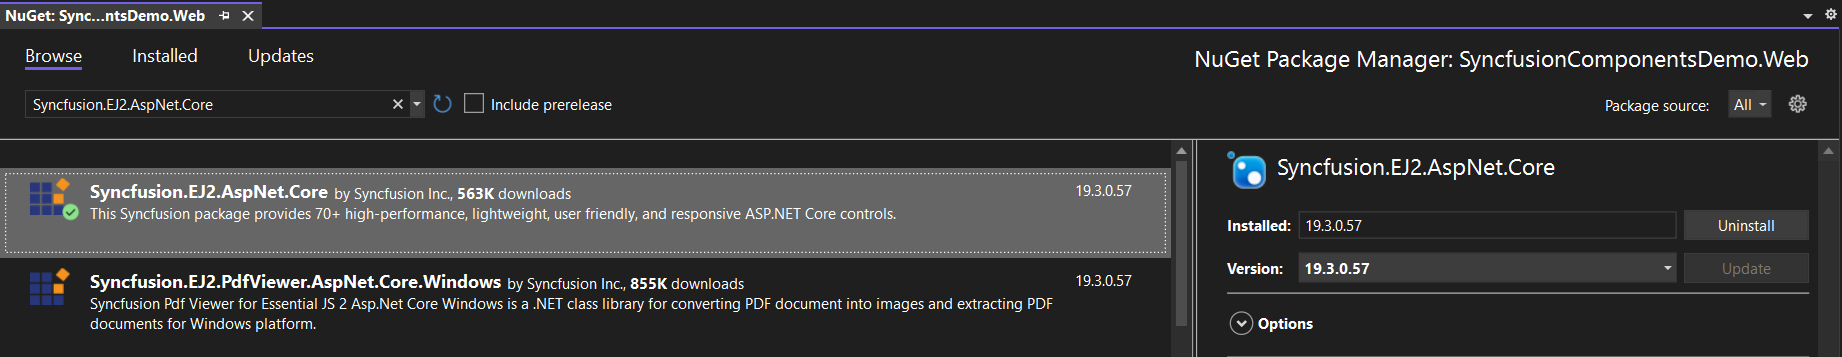 NuGet: Sync...ntsDemo.Web
Browse Installed Updates
NuGet Package Manager: SyncfusionComponentsDemo.Web
Syncfusion.EJ2.AspNet.Core
Include prerelease
Package source: All
Syncfusion.EJ2.AspNet.Core by Syncfusion Inc., 563K downloads 19.3.0.57
This Syncfusion package provides 70+ high-performance, lightweight, user friendly, and responsive ASP.NET Core controls.
Syncfusion.EJ2.PdfViewer.AspNet.Core.Windows by Syncfusion Inc., 855K downloads 19.3.0.57
Syncfusion Pdf Viewer for Essential JS 2 Asp.Net Core Windows is a .NET class library for converting PDF document into images and extracting PDF
documents for Windows platform.
Syncfusion.EJ2.AspNet.Core
Installed: 19.3.0.57 Uninstall
Version: 19.3.0.57 Update
Options